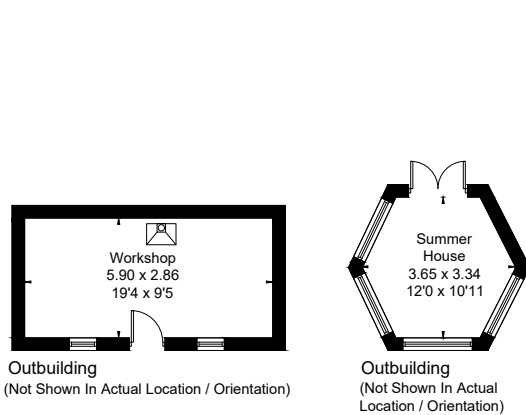 Workshop
5.90 x 2.86
19'4 x 9'5
Outbuilding
(Not Shown In Actual Location / Orientation)
Summer
House
3.65 x 3.34
12'0 x 10'11
Outbuilding
(Not Shown In Actual
Location / Orientation)